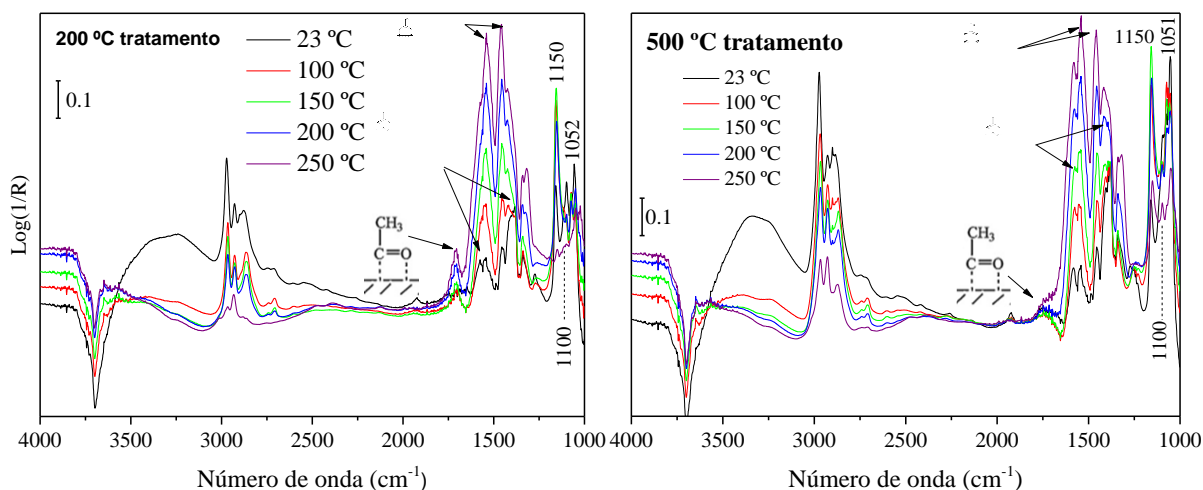 200 ºC tratamento
23 ºC
100 ºC
150 ºC
200 ºC
250 ºC
0.1
1150
1052
1100
CH3
C=O
Log(1/R)
4000 3500 3000 2500 2000 1500 1000
Número de onda (cm-1)
500 ºC tratamento
23 ºC
100 ºC
150 ºC
200 ºC
250 ºC
0.1
1150
1051
1100
CH3
C=O
4000 3500 3000 2500 2000 1500 1000
Número de onda (cm-1)